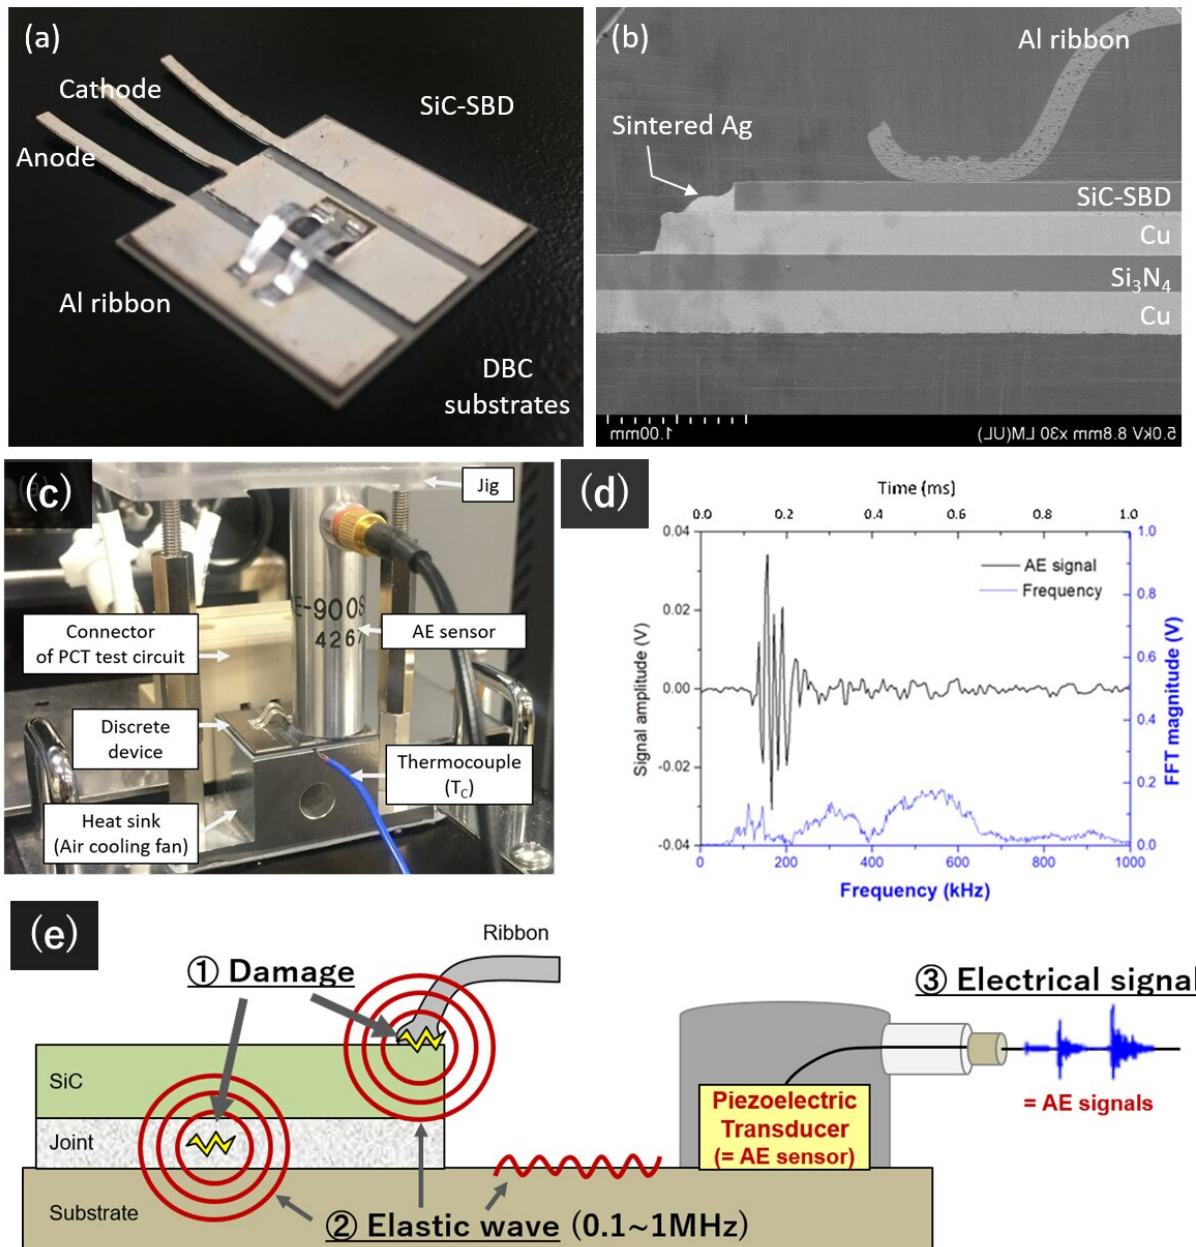 (a)
Cathode
SiC-SBD
Anode
Al ribbon
DBC
substrates
(b)
Al ribbon
Sintered Ag
SiC-SBD
Cu
Si₃N₄
Cu
1.00mm
5.0kV 8.8mm x30 LM(UL)
(c)
Jig
E-900S
4267
AE sensor
Connector
of PCT test circuit
Discrete
device
Thermocouple
(T_C)
Heat sink
(Air cooling fan)
(d)
Time (ms)
0.0 0.2 0.4 0.6 0.8 1.0
0.04 1.0
AE signal
Frequency
0.8
0.02
0.6
0.00
0.4
-0.02
0.2
-0.04 0.0
Signal amplitude (V)
FFT magnitude (V)
0 200 400 600 800 1000
Frequency (kHz)
(e)
Ribbon
① Damage
③ Electrical signal
SiC
Joint
Piezoelectric
Transducer
(= AE sensor)
= AE signals
Substrate
② Elastic wave (0.1~1MHz)